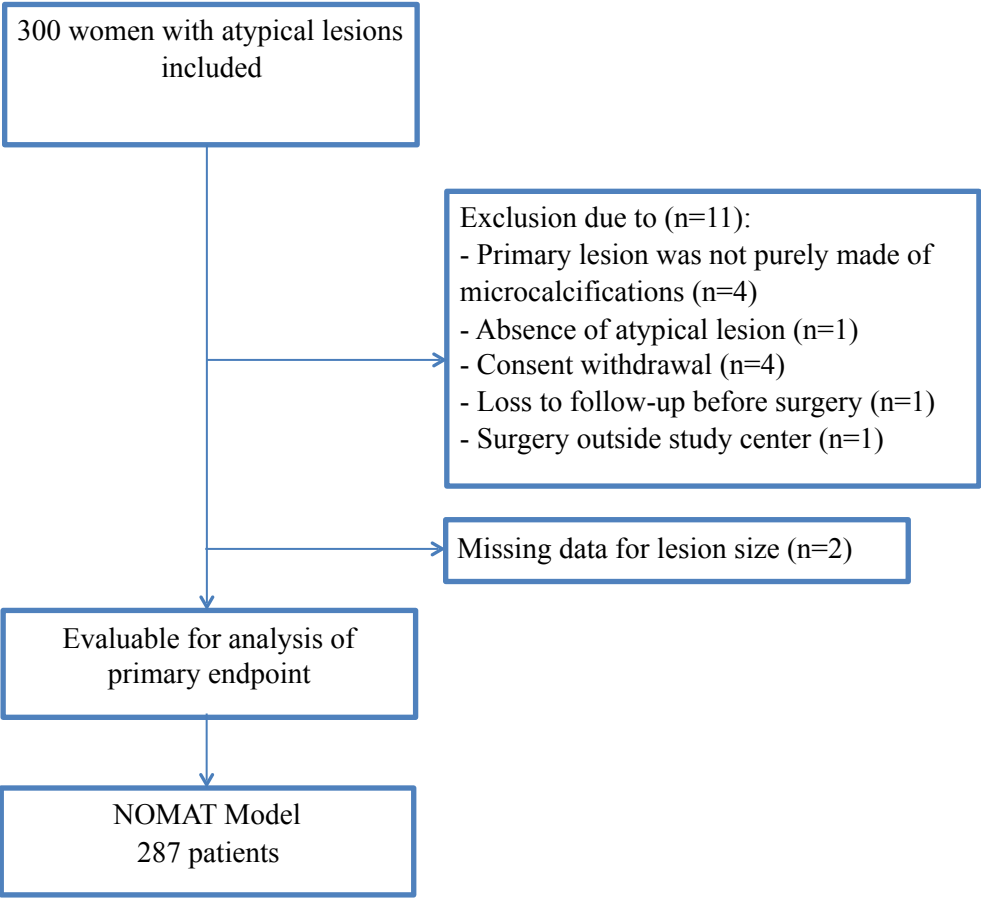 300 women with atypical lesions
included
Exclusion due to (n=11):
- Primary lesion was not purely made of
microcalcifications (n=4)
- Absence of atypical lesion (n=1)
- Consent withdrawal (n=4)
- Loss to follow-up before surgery (n=1)
- Surgery outside study center (n=1)
Missing data for lesion size (n=2)
Evaluable for analysis of
primary endpoint
NOMAT Model
287 patients